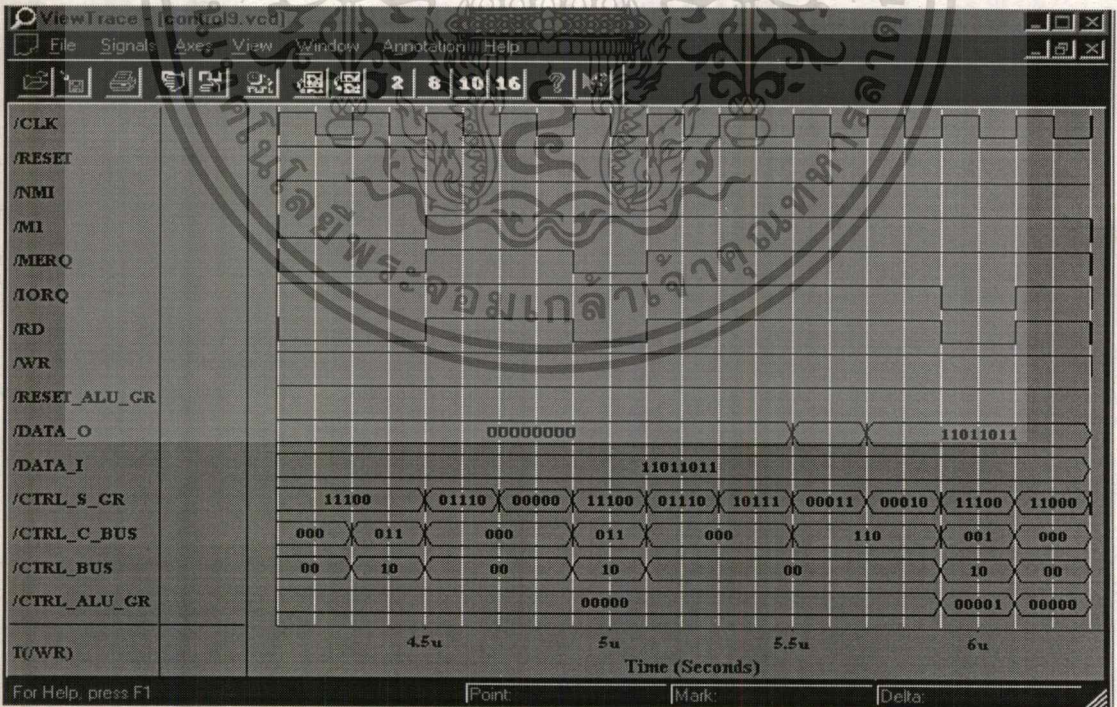 ViewTrace - [control9.vcd]
File Signals Axes View Window Annotation Help
2 8 10 16
/CLK
/RESET
/NMI
/M1
/MERQ
/IORQ
/RD
/WR
/RESET_ALU_GR
/DATA_O 00000000 11011011
/DATA_I 11011011
/CTRL_S_GR 11100 01110 00000 11100 01110 10111 00011 00010 11100 11000
/CTRL_C_BUS 000 011 000 011 000 110 001 000
/CTRL_BUS 00 10 00 10 00 10 00
/CTRL_ALU_GR 00000 00001 00000
T(/WR) 4.5u 5u 5.5u 6u
Time (Seconds)
For Help, press F1 Point: Mark: Delta: